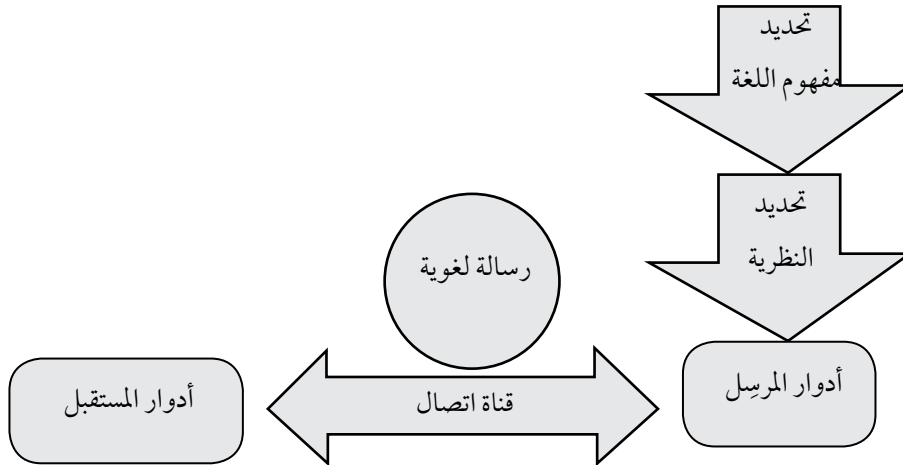 تحديد
مفهوم اللغة
تحديد
النظرية
رسالة لغوية
أدوار المرسِل
قناة اتصال
أدوار المستقبل